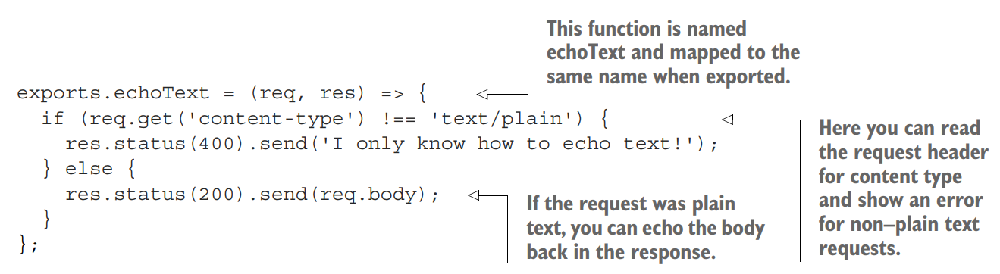 This function is named
echoText and mapped to the
same name when exported.
exports.echoText = (req, res) => {
  if (req.get('content-type') !== 'text/plain') {
    res.status(400).send('I only know how to echo text!');
  } else {
    res.status(200).send(req.body);
  }
};
Here you can read
the request header
for content type
and show an error
for non–plain text
requests.
If the request was plain
text, you can echo the body
back in the response.